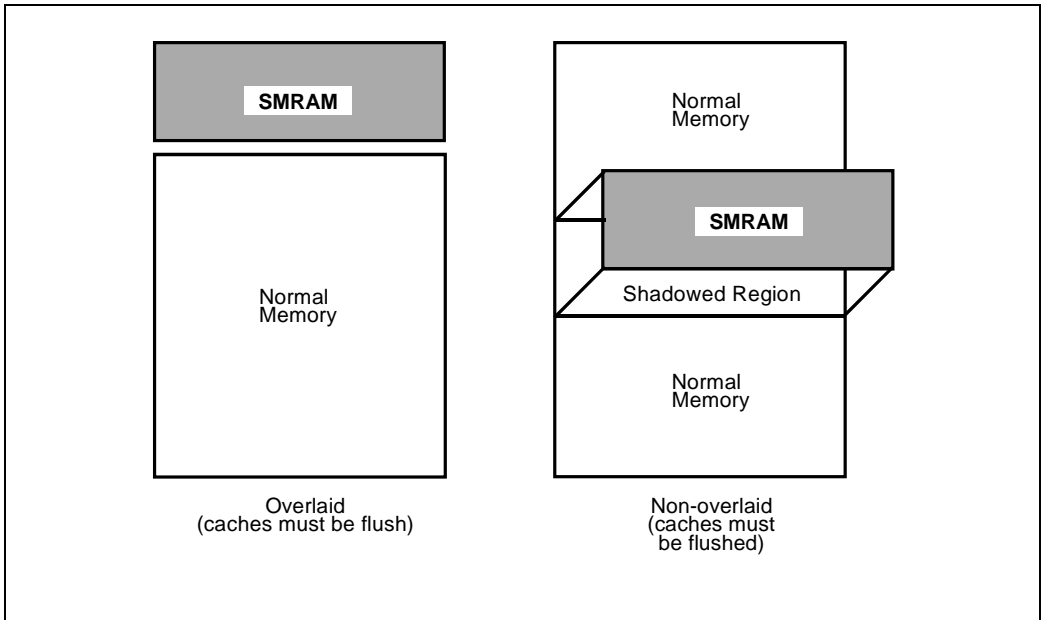 SMRAM
Normal
Memory
Overlaid
(caches must be flush)
Normal
Memory
SMRAM
Shadowed Region
Normal
Memory
Non-overlaid
(caches must
be flushed)